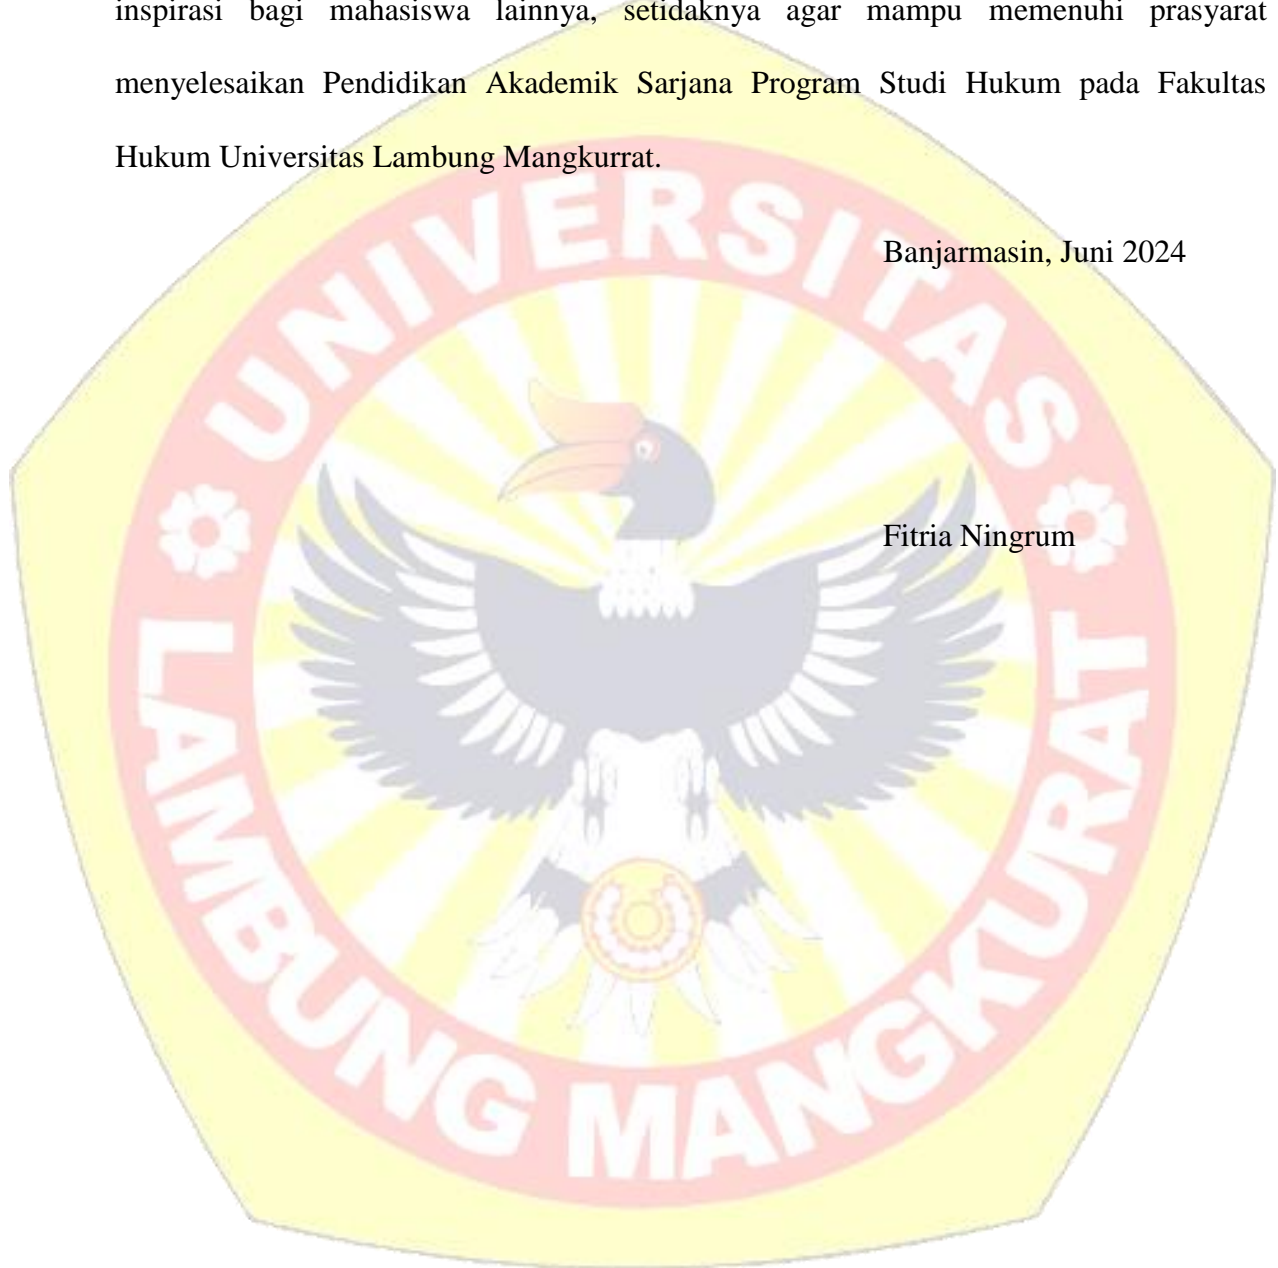 inspirasi bagi mahasiswa lainnya, setidaknya agar mampu memenuhi prasyarat
menyelesaikan Pendidikan Akademik Sarjana Program Studi Hukum pada Fakultas
Hukum Universitas Lambung Mangkurrat.
Banjarmasin, Juni 2024
Fitria Ningrum
UNIVERSITAS
LAMBUNG MANGKURAT